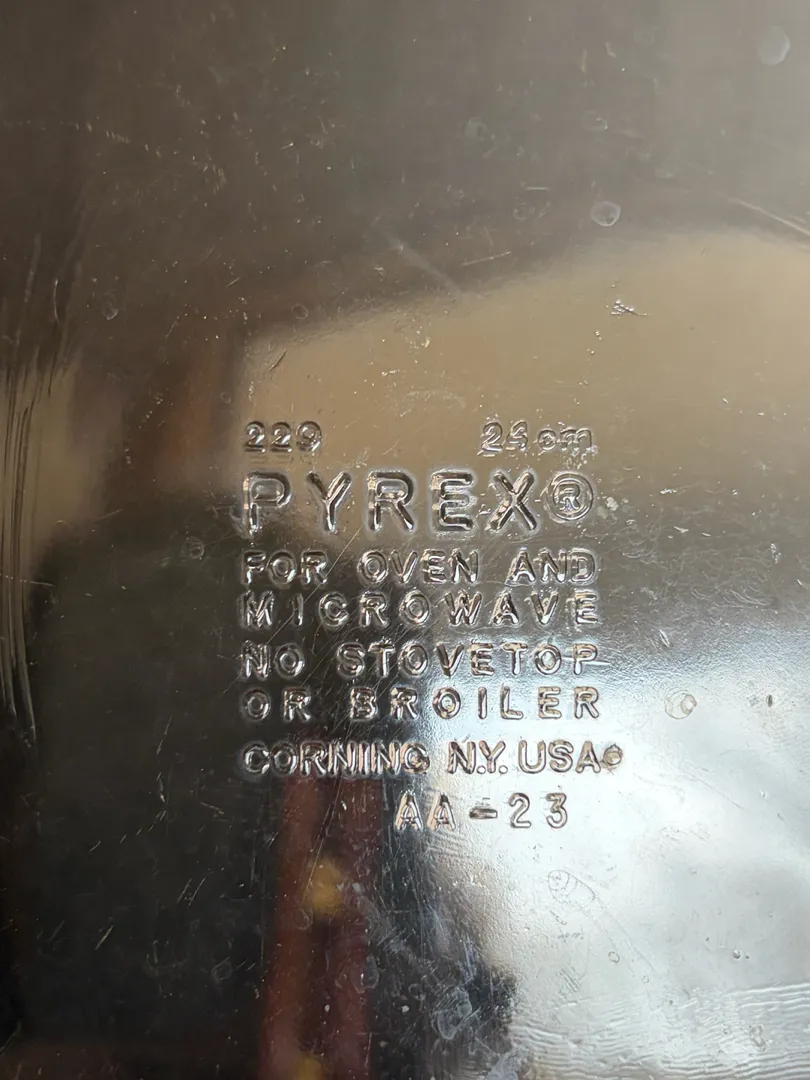 229 25 cm
PYREX®
FOR OVEN AND
MICROWAVE
NO STOVETOP
OR BROILER
CORNING N.Y. USA
AA-23